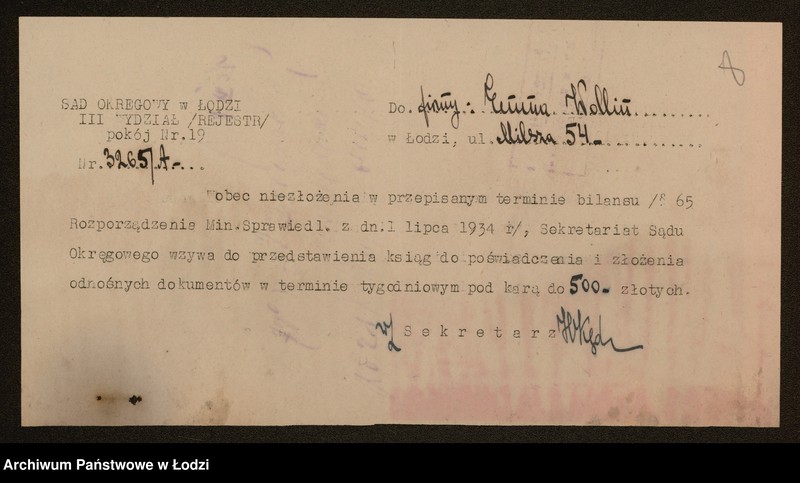 8
SĄD OKRĘGOWY w ŁODZI
III WYDZIAŁ /REJESTR/
pokój Nr.19
Nr. 3265/A.-...
Do firmy: Emma Wollin.........
w Łodzi, ul. Milsza 54-............
Wobec niezłożenia w przepisanym terminie bilansu /§ 65
Rozporządzenia Min.Sprawiedl. z dn.1 lipca 1934 r/, Sekretariat Sądu
Okręgowego wzywa do przedstawienia ksiąg do poświadczenia i złożenia
odnośnych dokumentów w terminie tygodniowym pod karą do 500- złotych.
Sekretarz
Archiwum Państwowe w Łodzi